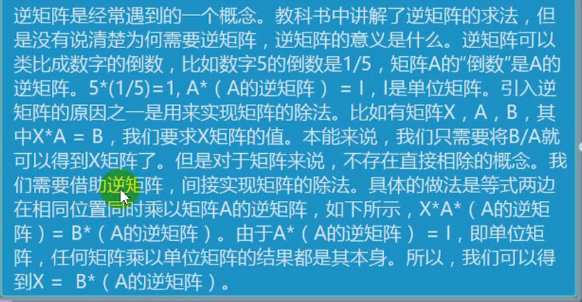 逆矩阵是经常遇到的一个概念。教科书中讲解了逆矩阵的求法，但
是没有说清楚为何需要逆矩阵，逆矩阵的意义是什么。逆矩阵可以
类比成数字的倒数，比如数字5的倒数是1/5，矩阵A的“倒数”是A的
逆矩阵。5*(1/5)=1, A*（A的逆矩阵）= I，I是单位矩阵。引入逆
矩阵的原因之一是用来实现矩阵的除法。比如有矩阵X，A，B，其
中X*A = B，我们要求X矩阵的值。本能来说，我们只需要将B/A就
可以得到X矩阵了。但是对于矩阵来说，不存在直接相除的概念。我
们需要借助逆矩阵，间接实现矩阵的除法。具体的做法是等式两边
在相同位置同时乘以矩阵A的逆矩阵，如下所示，X*A*（A的逆矩
阵）= B*（A的逆矩阵）。由于A*（A的逆矩阵）= I，即单位矩
阵，任何矩阵乘以单位矩阵的结果都是其本身。所以，我们可以得
到X = B*（A的逆矩阵）。